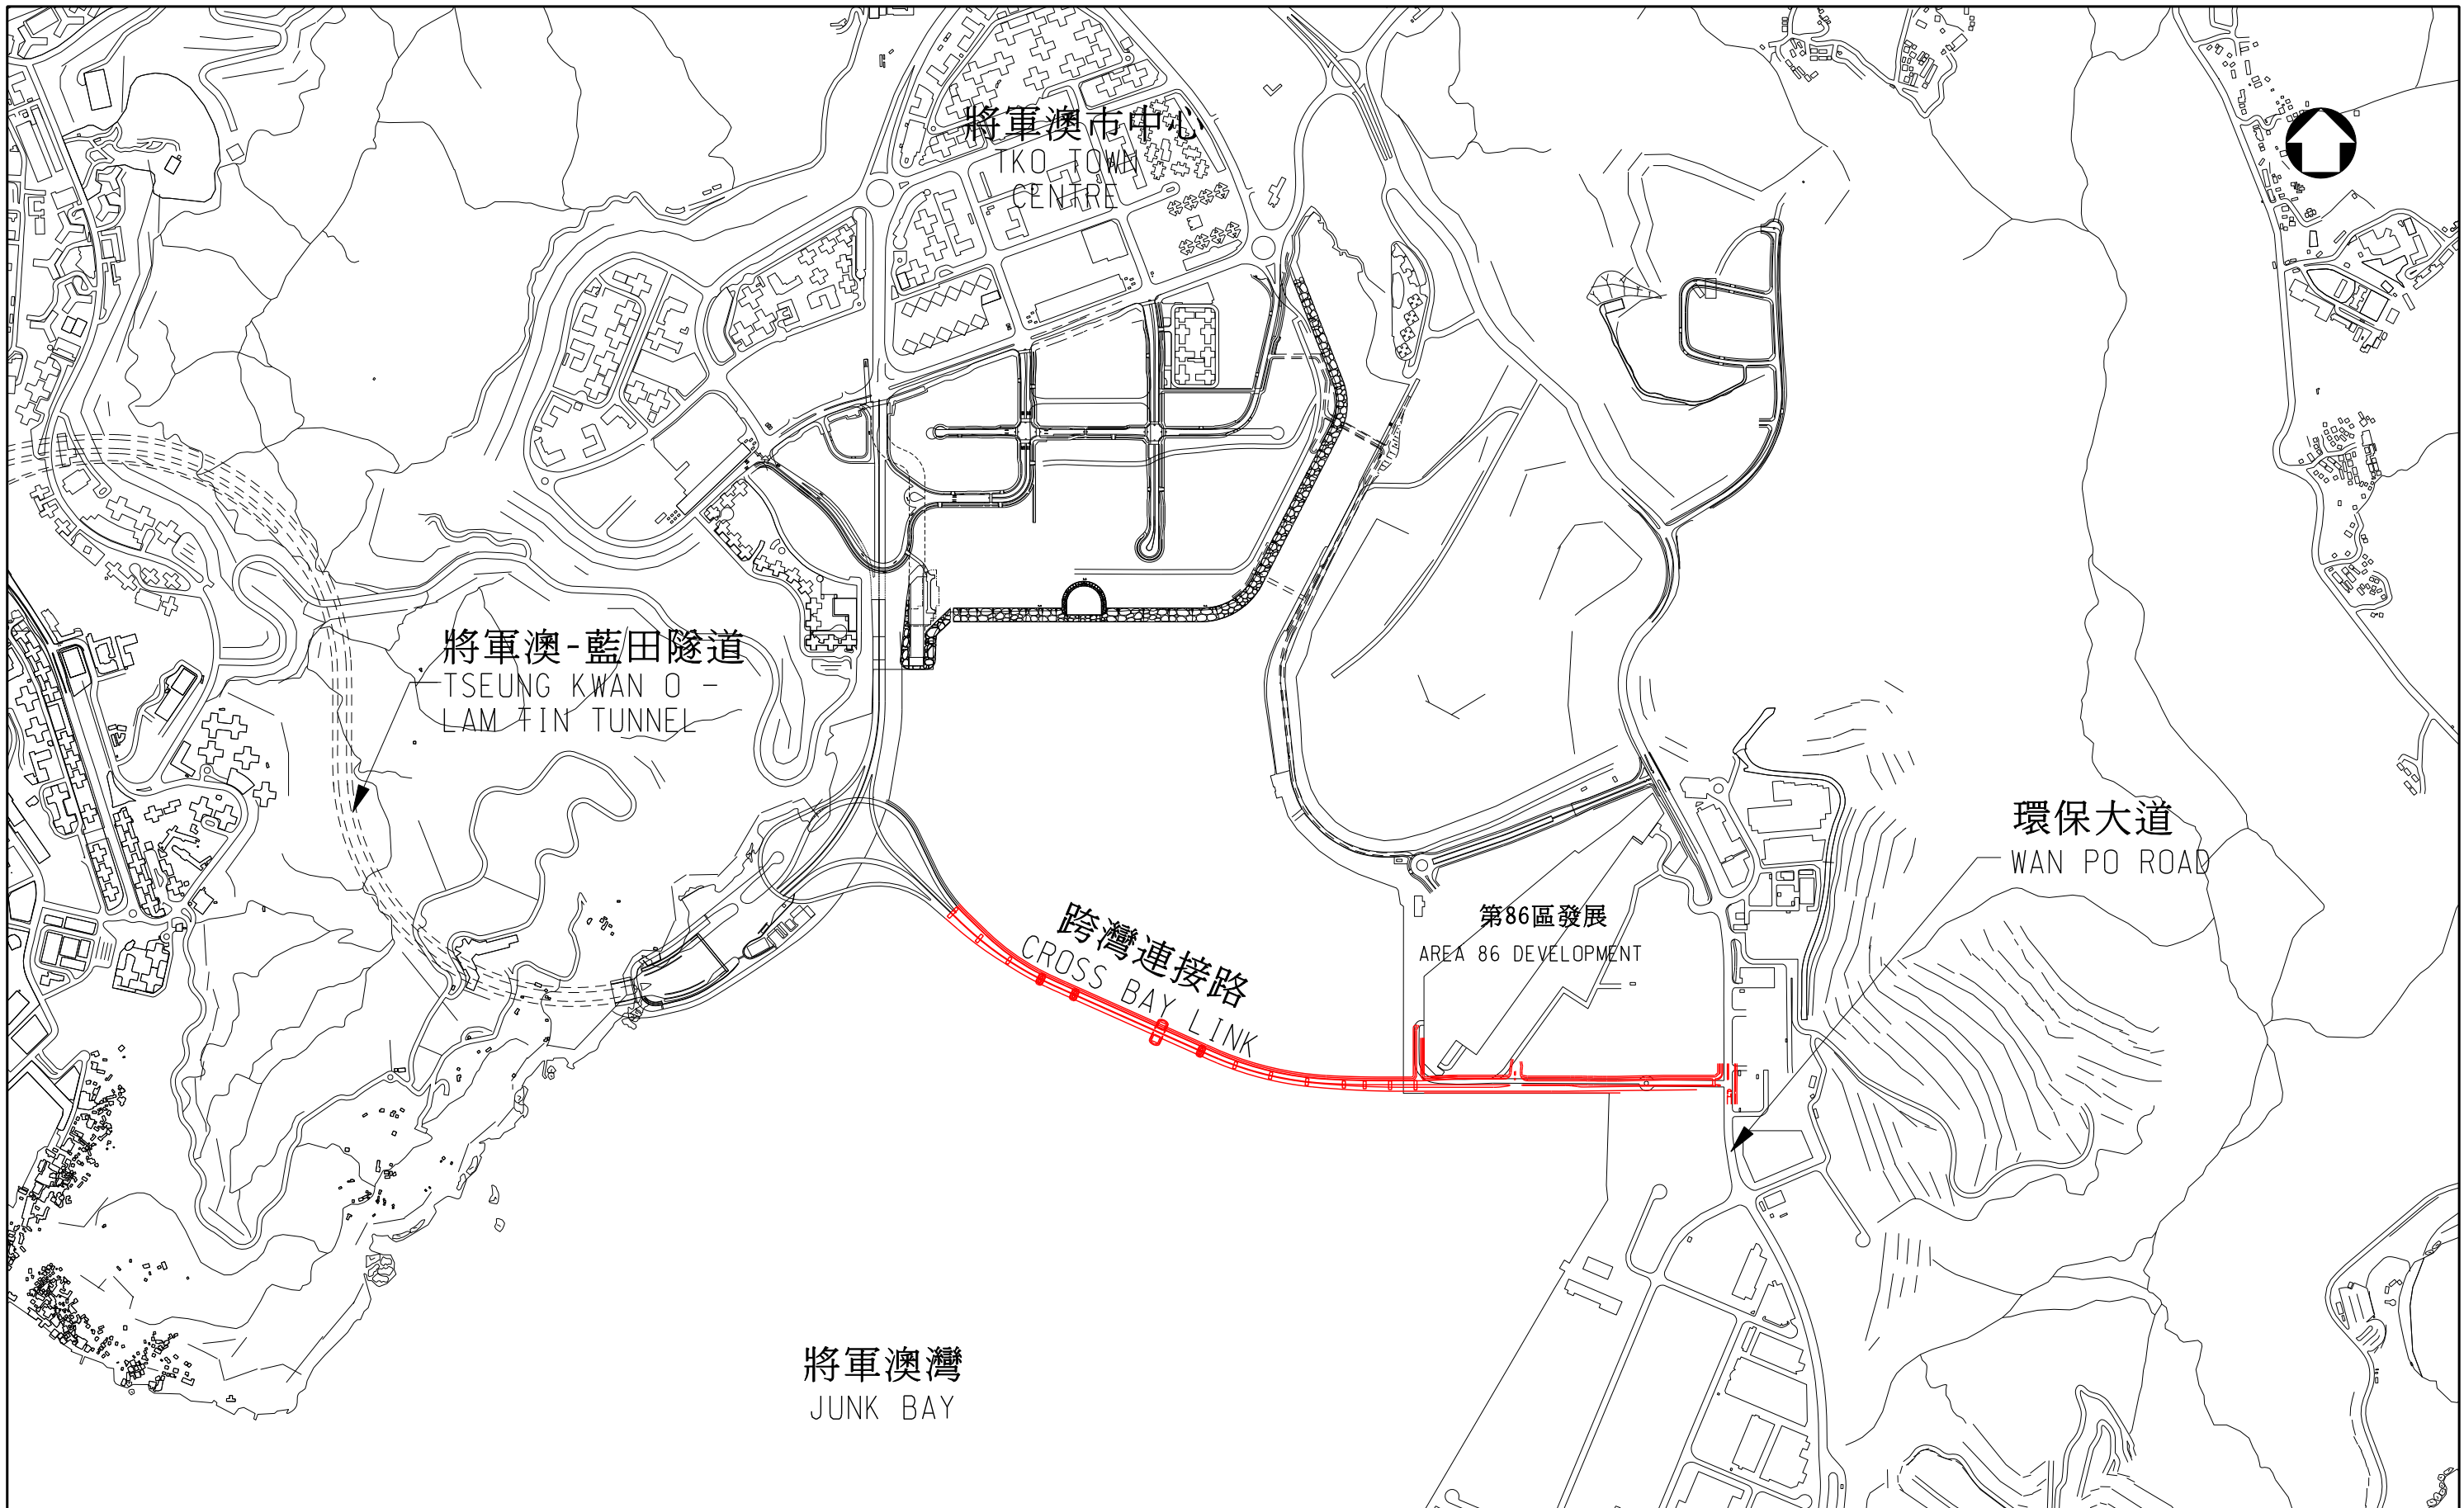 將軍澳市中心
TKO TOWN
CENTRE
將軍澳-藍田隧道
TSEUNG KWAN O -
LAM TIN TUNNEL
環保大道
WAN PO ROAD
跨灣連接路
CROSS BAY LINK
第86區發展
AREA 86 DEVELOPMENT
將軍澳灣
JUNK BAY